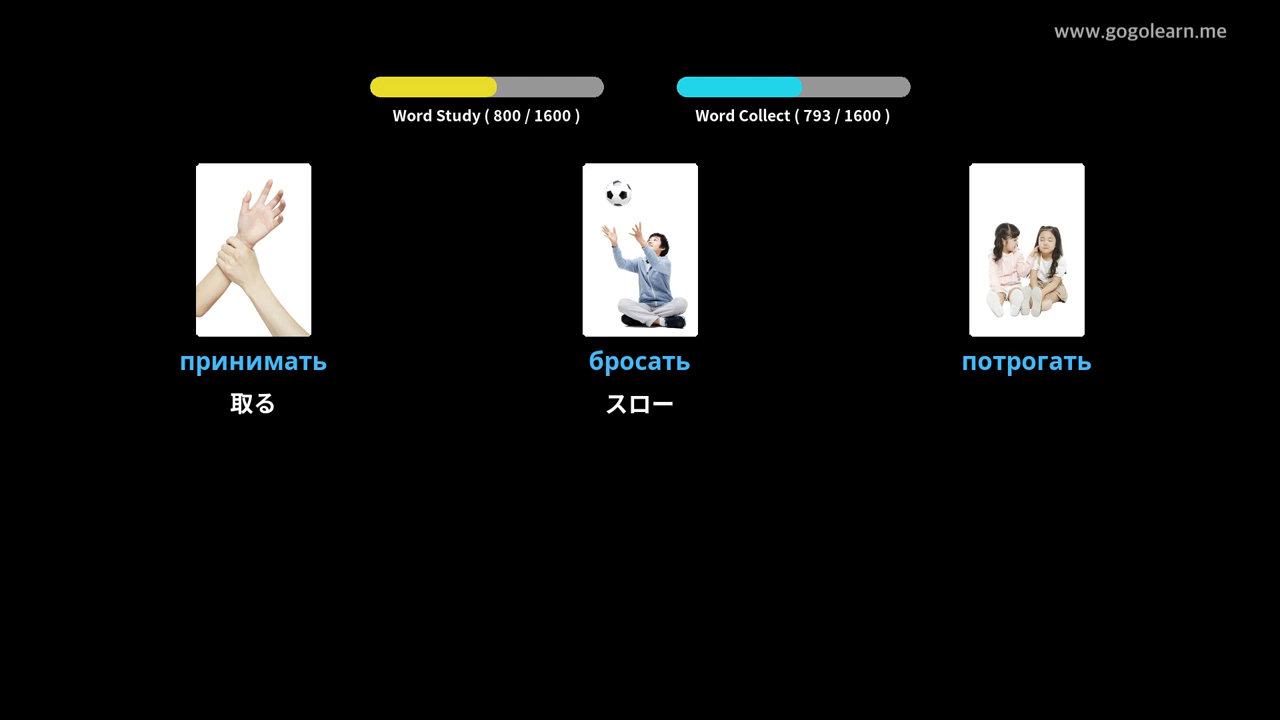 www.gogolearn.me
Word Study ( 800 / 1600 )
Word Collect ( 793 / 1600 )
принимать
бросать
потрогать
取る
スロー